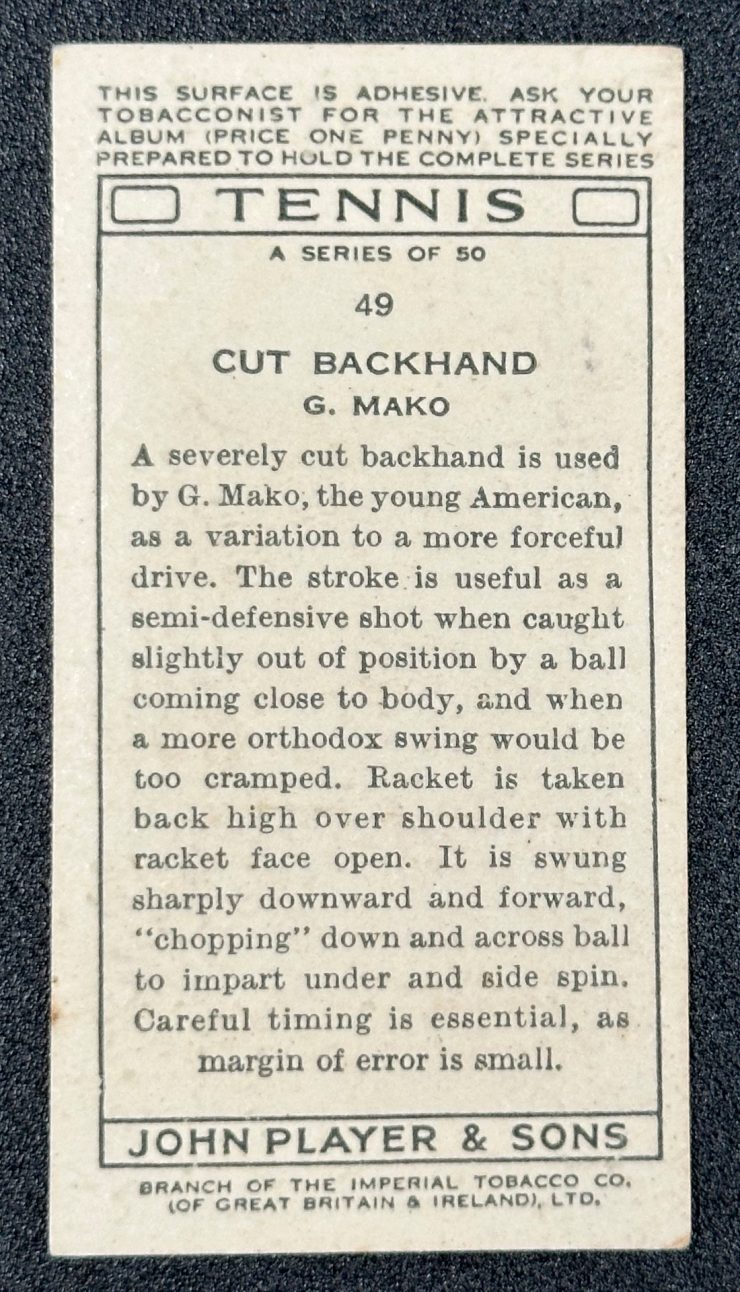 THIS SURFACE IS ADHESIVE. ASK YOUR
TOBACCONIST FOR THE ATTRACTIVE
ALBUM (PRICE ONE PENNY) SPECIALLY
PREPARED TO HOLD THE COMPLETE SERIES
TENNIS
A SERIES OF 50
49
CUT BACKHAND
G. MAKO
A severely cut backhand is used
by G. Mako, the young American,
as a variation to a more forceful
drive. The stroke is useful as a
semi-defensive shot when caught
slightly out of position by a ball
coming close to body, and when
a more orthodox swing would be
too cramped. Racket is taken
back high over shoulder with
racket face open. It is swung
sharply downward and forward,
“chopping” down and across ball
to impart under and side spin.
Careful timing is essential, as
margin of error is small.
JOHN PLAYER & SONS
BRANCH OF THE IMPERIAL TOBACCO CO.
(OF GREAT BRITAIN & IRELAND), LTD.